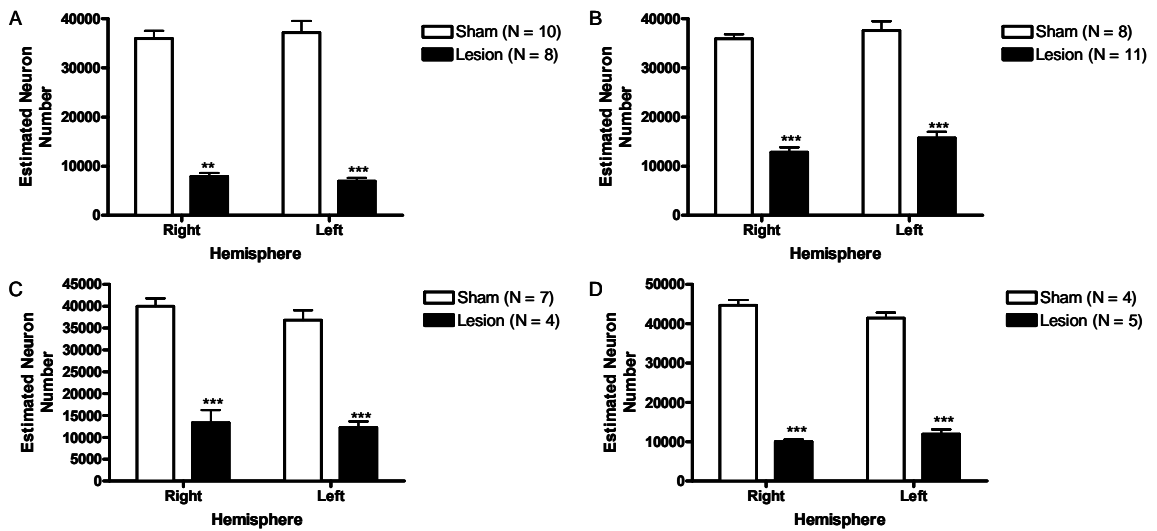 A
40000
30000
20000
10000
0
Estimated Neuron
Number
**
***
Right
Left
Hemisphere
Sham (N = 10)
Lesion (N = 8)
B
40000
30000
20000
10000
0
Estimated Neuron
Number
***
***
Right
Left
Hemisphere
Sham (N = 8)
Lesion (N = 11)
C
45000
40000
35000
30000
25000
20000
15000
10000
5000
0
Estimated Neuron
Number
***
***
Right
Left
Hemisphere
Sham (N = 7)
Lesion (N = 4)
D
50000
40000
30000
20000
10000
0
Estimated Neuron
Number
***
***
Right
Left
Hemisphere
Sham (N = 4)
Lesion (N = 5)